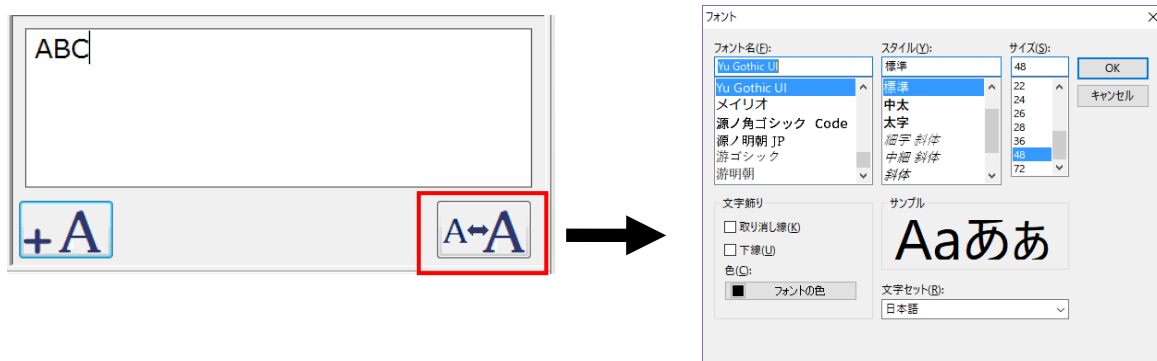 ABC
+A
A⇔A
フォント
フォント名(F):
スタイル(Y):
サイズ(S):
Yu Gothic UI
標準
48
OK
キャンセル
Yu Gothic UI
メイリオ
源ノ角ゴシック Code
源ノ明朝 JP
游ゴシック
游明朝
標準
中太
太字
細字 斜体
中細 斜体
斜体
22
24
26
28
36
48
72
文字飾り
取り消し線(K)
下線(U)
色(C):
フォントの色
サンプル
Aaあぁ
文字セット(R):
日本語